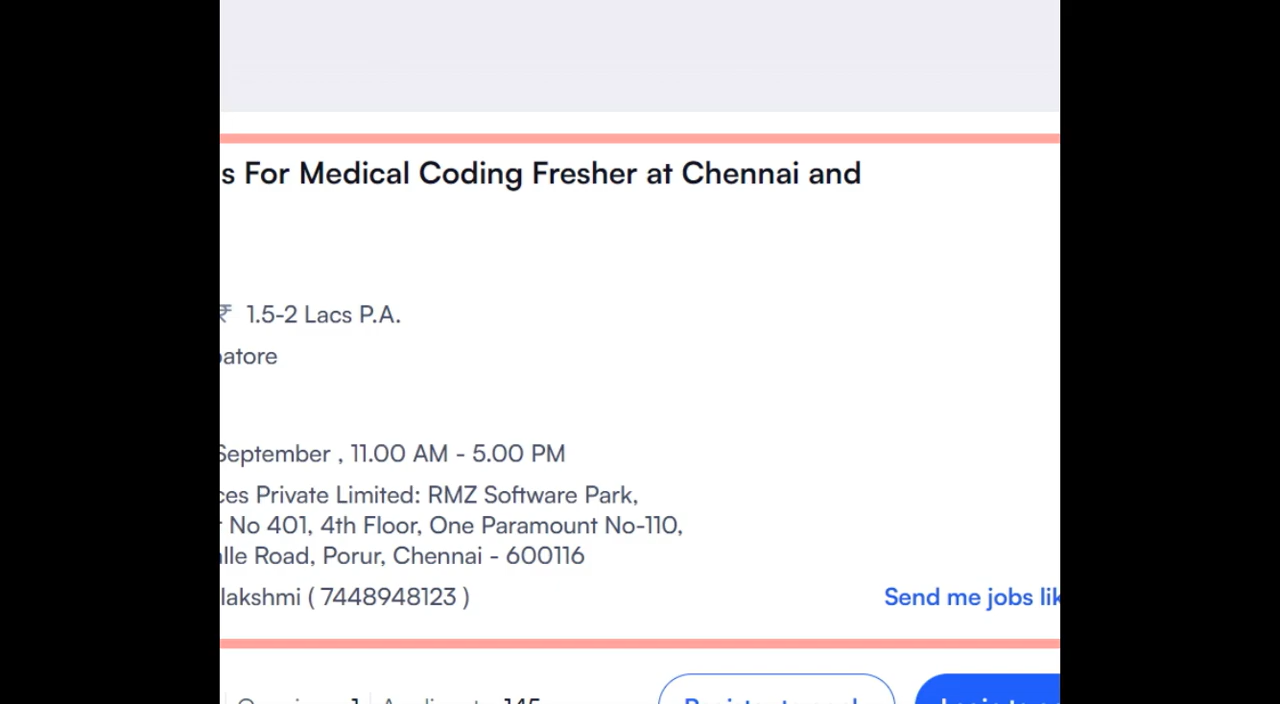 s For Medical Coding Fresher at Chennai and
₹ 1.5-2 Lacs P.A.
atore
September , 11.00 AM - 5.00 PM
ces Private Limited: RMZ Software Park,
No 401, 4th Floor, One Paramount No-110,
lle Road, Porur, Chennai - 600116
lakshmi ( 7448948123 )
Send me jobs lik
1
145